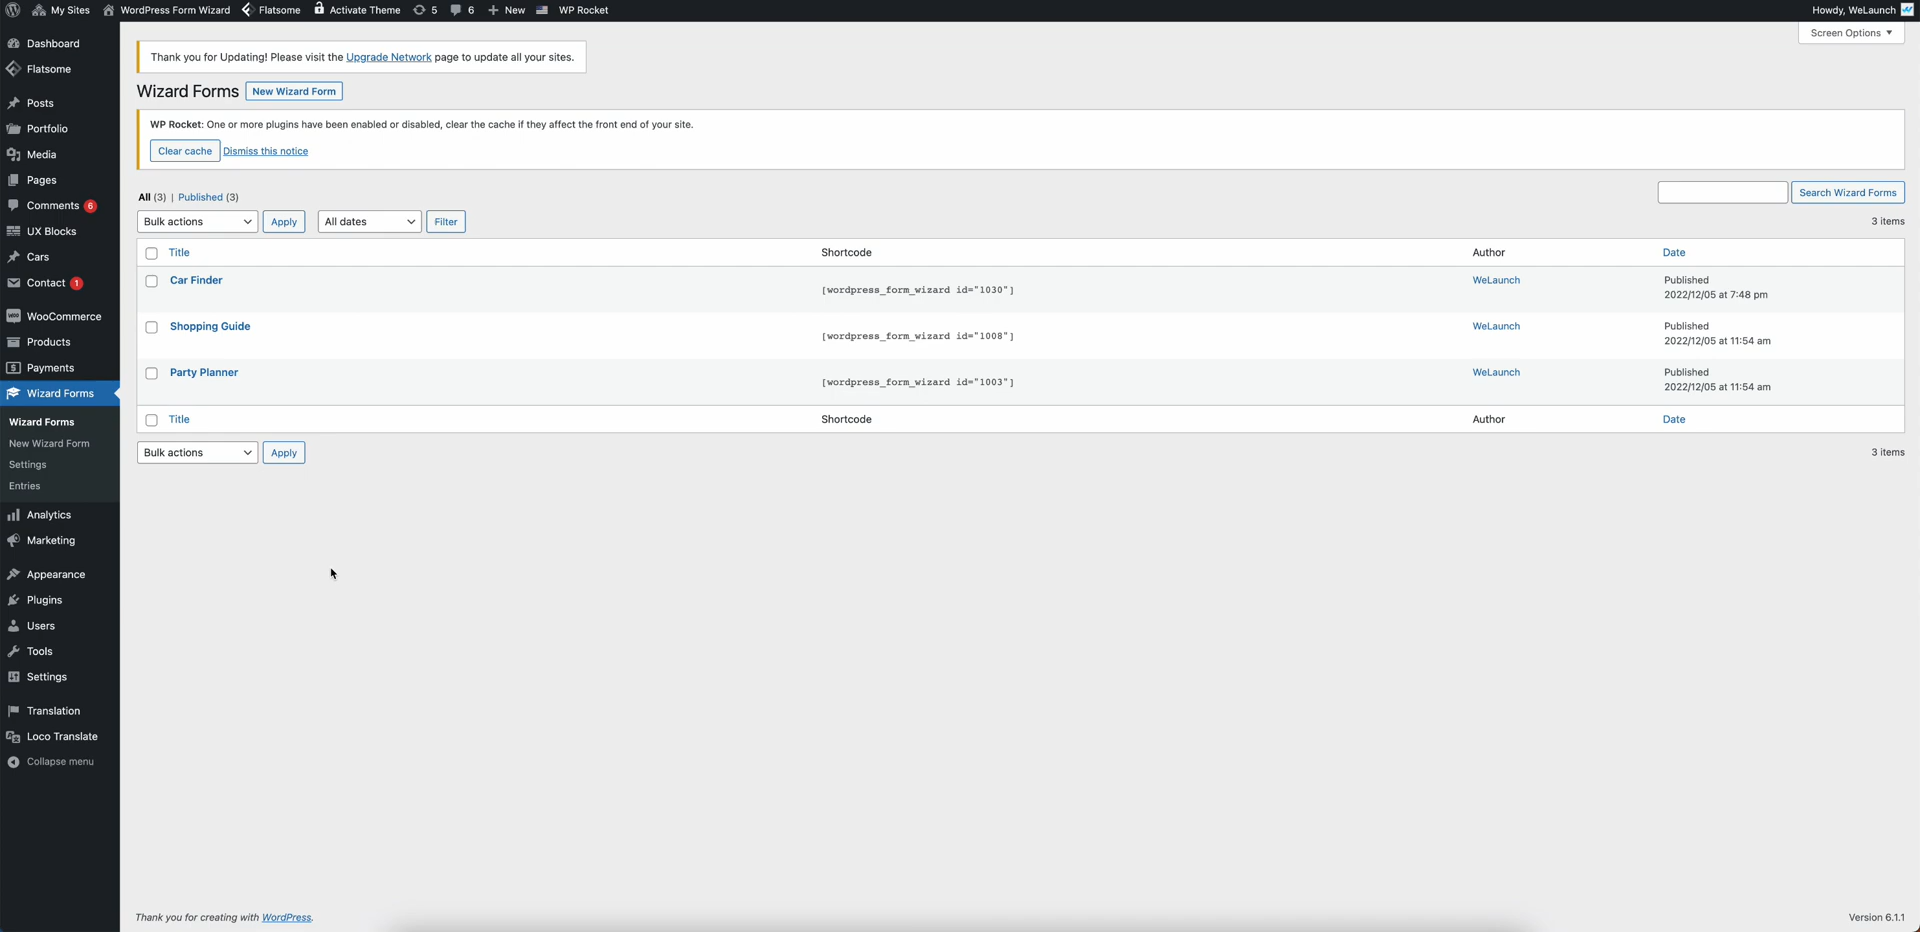 My Sites WordPress Form Wizard Flatsome Activate Theme 5 6 New WP Rocket Howdy, WeLaunch
Screen Options
Dashboard
Flatsome
Posts
Portfolio
Media
Pages
Comments 6
UX Blocks
Cars
Contact 1
WooCommerce
Products
Payments
Wizard Forms
Wizard Forms
New Wizard Form
Settings
Entries
Analytics
Marketing
Appearance
Plugins
Users
Tools
Settings
Translation
Loco Translate
Collapse menu
Thank you for Updating! Please visit the Upgrade Network page to update all your sites.
Wizard Forms New Wizard Form
WP Rocket: One or more plugins have been enabled or disabled, clear the cache if they affect the front end of your site.
Clear cache Dismiss this notice
All (3) | Published (3)
Search Wizard Forms
Bulk actions Apply All dates Filter 3 items
Title Shortcode Author Date
Car Finder [wordpress_form_wizard id="1030"] WeLaunch Published
2022/12/05 at 7:48 pm
Shopping Guide [wordpress_form_wizard id="1008"] WeLaunch Published
2022/12/05 at 11:54 am
Party Planner [wordpress_form_wizard id="1003"] WeLaunch Published
2022/12/05 at 11:54 am
Title Shortcode Author Date
Bulk actions Apply 3 items
Thank you for creating with WordPress. Version 6.1.1